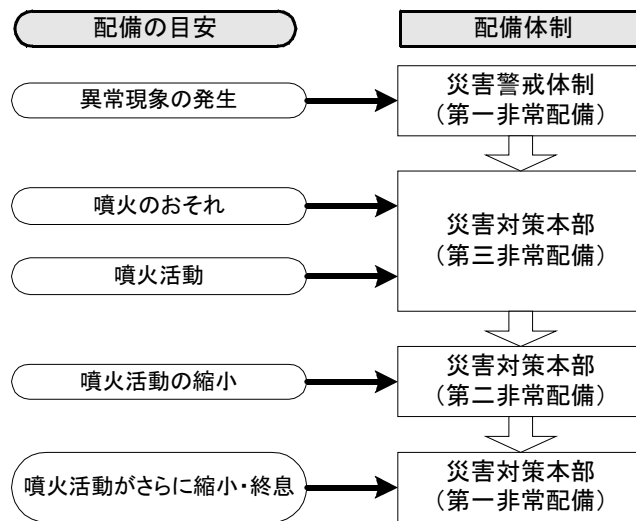 配備の目安
配備体制
異常現象の発生
災害警戒体制
（第一非常配備）
噴火のおそれ
噴火活動
災害対策本部
（第三非常配備）
噴火活動の縮小
災害対策本部
（第二非常配備）
噴火活動がさらに縮小・終息
災害対策本部
（第一非常配備）